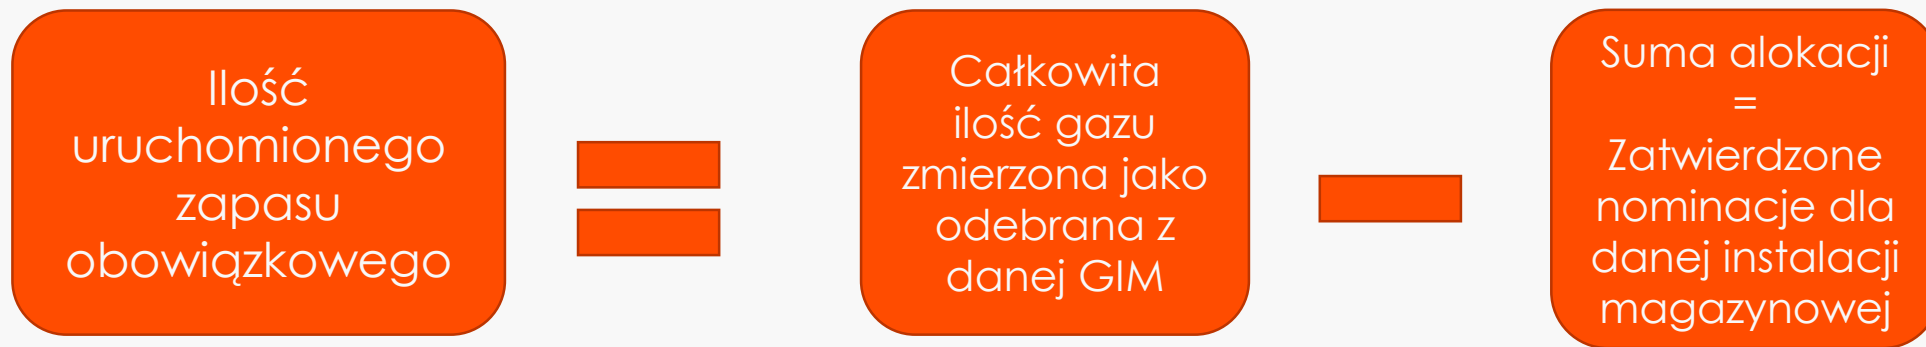 Ilość
uruchomionego
zapasu
obowiązkowego
Całkowita
ilość gazu
zmierzona jako
odebrana z
danej GIM
Suma alokacji
=
Zatwierdzone
nominacje dla
danej instalacji
magazynowej